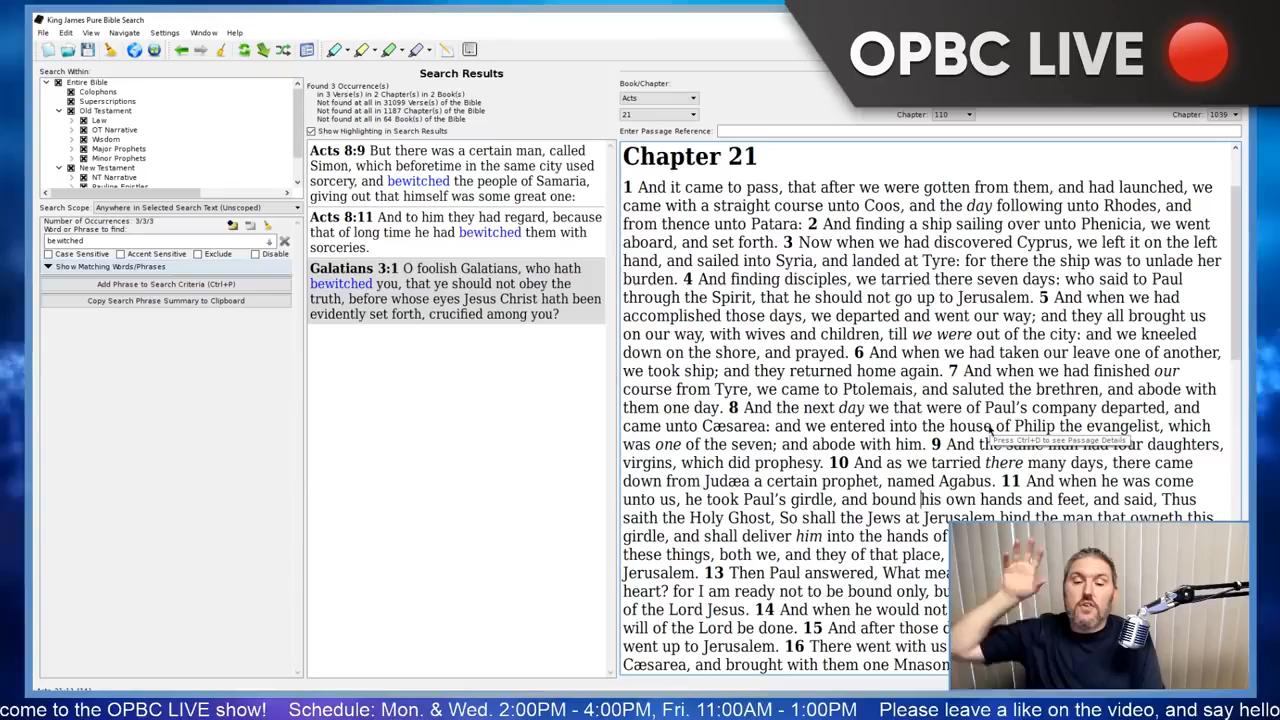 King James Pure Bible Search
File Edit View Navigate Settings Window Help
OPBC LIVE
Search Within:
Entire Bible
Colophons
Superscriptions
Old Testament
Law
OT Narrative
Wisdom
Major Prophets
Minor Prophets
New Testament
NT Narrative
Pauline Epistles
Search Scope: Anywhere in Selected Search Text (Unscoped)
Number of Occurrences: 3/3/3
Word or Phrase to find:
bewitched
Case Sensitive Accent Sensitive Exclude Disable
Show Matching Words/Phrases
Add Phrase to Search Criteria (Ctrl+P)
Copy Search Phrase Summary to Clipboard
Search Results
Found 3 Occurrences
in 3 Verse(s) in 2 Chapter(s) in 2 Book(s)
Not found at all in 31099 Verse(s) of the Bible
Not found at all in 1187 Chapter(s) of the Bible
Not found at all in 64 Book(s) of the Bible
Show Highlighting in Search Results
Acts 8:9 But there was a certain man, called
Simon, which beforetime in the same city used
sorcery, and bewitched the people of Samaria,
giving out that himself was some great one:
Acts 8:11 And to him they had regard, because
that of long time he had bewitched them with
sorceries.
Galatians 3:1 O foolish Galatians, who hath
bewitched you, that ye should not obey the
truth, before whose eyes Jesus Christ hath been
evidently set forth, crucified among you?
Book/Chapter:
Acts
21 Chapter: 110 Chapter: 1039
Enter Passage Reference:
Chapter 21
1 And it came to pass, that after we were gotten from them, and had launched, we
came with a straight course unto Coos, and the day following unto Rhodes, and
from thence unto Patara: 2 And finding a ship sailing over unto Phenicia, we went
aboard, and set forth. 3 Now when we had discovered Cyprus, we left it on the left
hand, and sailed into Syria, and landed at Tyre: for there the ship was to unlade her
burden. 4 And finding disciples, we tarried there seven days: who said to Paul
through the Spirit, that he should not go up to Jerusalem. 5 And when we had
accomplished those days, we departed and went our way; and they all brought us
on our way, with wives and children, till we were out of the city: and we kneeled
down on the shore, and prayed. 6 And when we had taken our leave one of another,
we took ship; and they returned home again. 7 And when we had finished our
course from Tyre, we came to Ptolemais, and saluted the brethren, and abode with
them one day. 8 And the next day we that were of Paul's company departed, and
came unto Cæsarea: and we entered into the house of Philip the evangelist, which
Press Ctrl+D to see Passage Details
was one of the seven; and abode with him. 9 And the same man had four daughters,
virgins, which did prophesy. 10 And as we tarried there many days, there came
down from Judæa a certain prophet, named Agabus. 11 And when he was come
unto us, he took Paul's girdle, and bound his own hands and feet, and said, Thus
saith the Holy Ghost, So shall the Jews at Jerusalem bind the man that owneth this
girdle, and shall deliver him into the hands of
these things, both we, and they of that place,
Jerusalem. 13 Then Paul answered, What
heart? for I am ready not to be bound only,
of the Lord Jesus. 14 And when he would not
will of the Lord be done. 15 And after those
went up to Jerusalem. 16 There went with us
Cæsarea, and brought with them one Mnason
come to the OPBC LIVE show! Schedule: Mon. & Wed. 2:00PM - 4:00PM, Fri. 11:00AM - 1:00PM Please leave a like on the video, and say hello